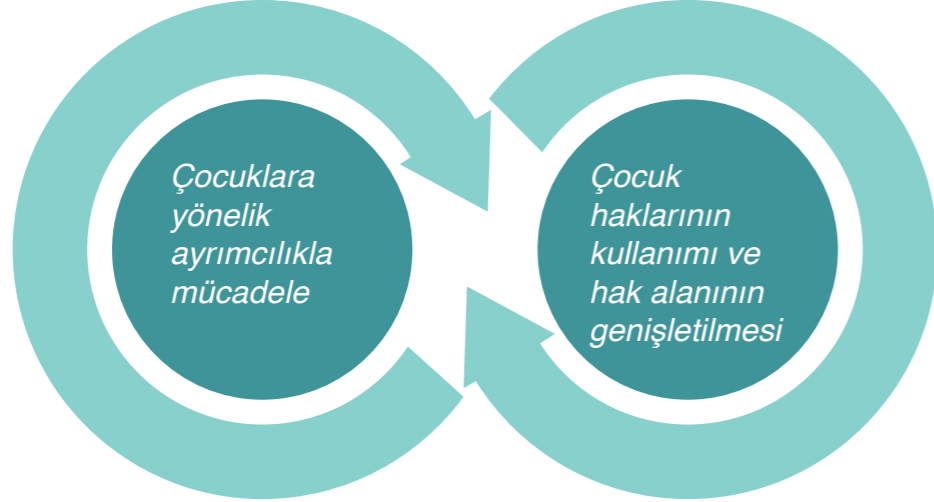 Çocuklara
yönelik
ayrımcılıkla
mücadele
Çocuk
haklarının
kullanımı ve
hak alanının
genişletilmesi